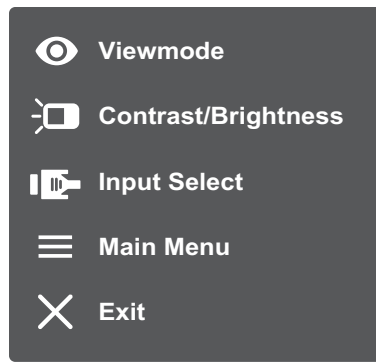 Viewmode
Contrast/Brightness
Input Select
Main Menu
Exit